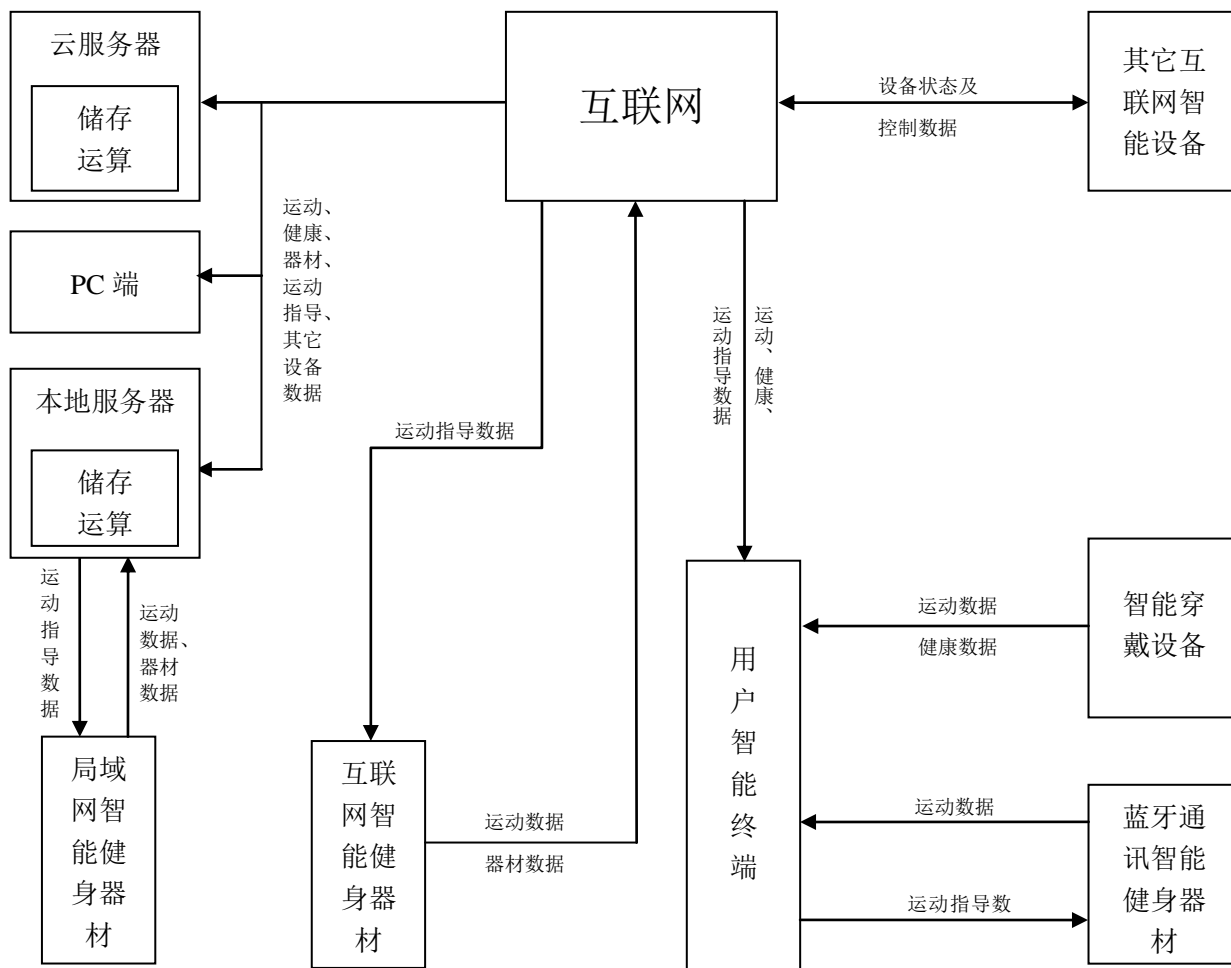 云服务器
储存
运算
互联网
设备状态及
控制数据
其它互
联网智
能设备
PC 端
运动、
健康、
器材、
运动
指导、
其它
设备
数据
本地服务器
储存
运算
运动指导数据
运动、健康、
运动指导数据
运动指导数据
运动
数据、
器材
数据
局域
网智
能健
身器
材
互联
网智
能健
身器
材
运动数据
器材数据
用户智能终端
运动数据
健康数据
智能穿
戴设备
运动数据
运动指导数
蓝牙通
讯智能
健身器
材